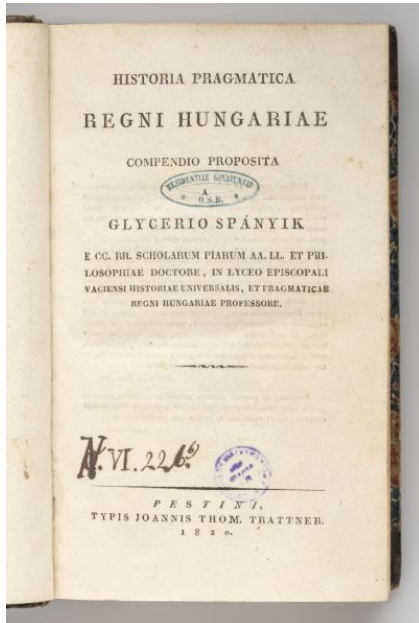 HISTORIA PRAGMATICA
REGNI HUNGARIAE
COMPENDIO PROPOSITA
A
O.S.B.
GLYCERIO SPÁNYIK
E CC. RR. SCHOLARUM PIARUM AA. LL. ET PHI-
LOSOPHIAE DOCTORE, IN LYCEO EPISCOPALI
VACIENSI HISTORIAE UNIVERSALIS, ET PRAGMATICAE
REGNI HUNGARIAE PROFESSORE.
N. VI. 22
PESTINI,
TYPIS JOANNIS THOM. TRATTNER.
1820.